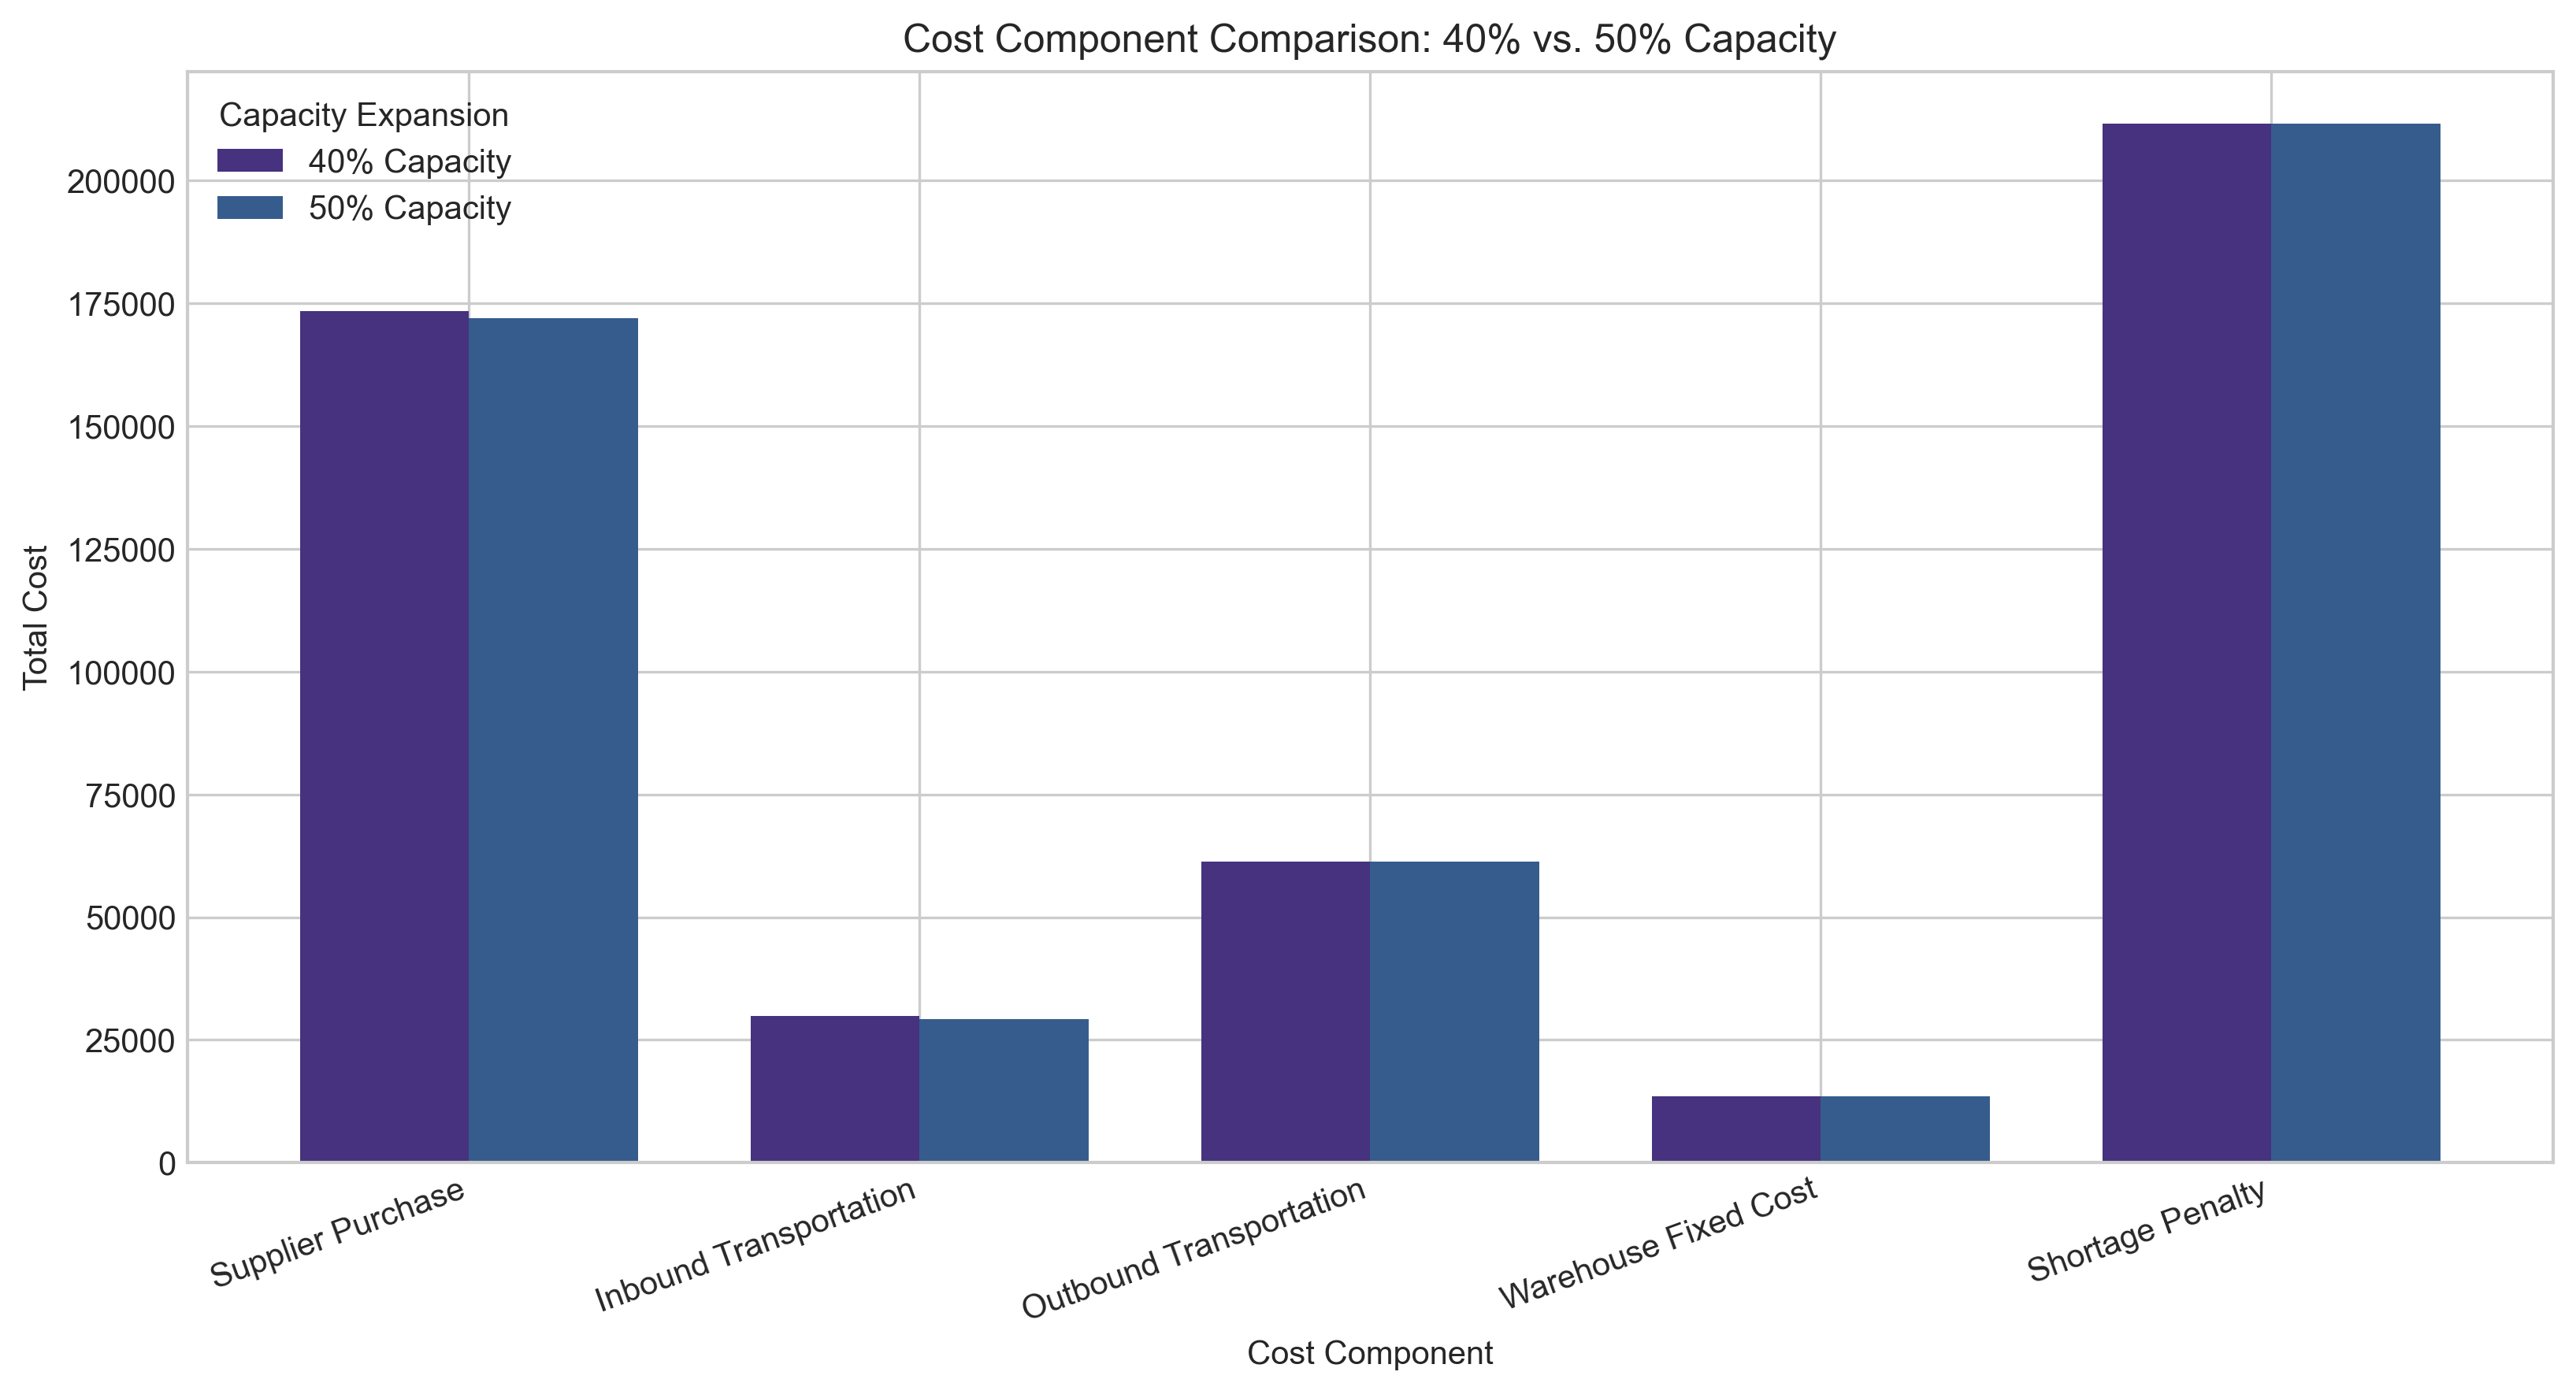 Cost Component Comparison: 40% vs. 50% Capacity
Capacity Expansion
40% Capacity
50% Capacity
Total Cost
200000
175000
150000
125000
100000
75000
50000
25000
0
Supplier Purchase
Inbound Transportation
Outbound Transportation
Warehouse Fixed Cost
Shortage Penalty
Cost Component